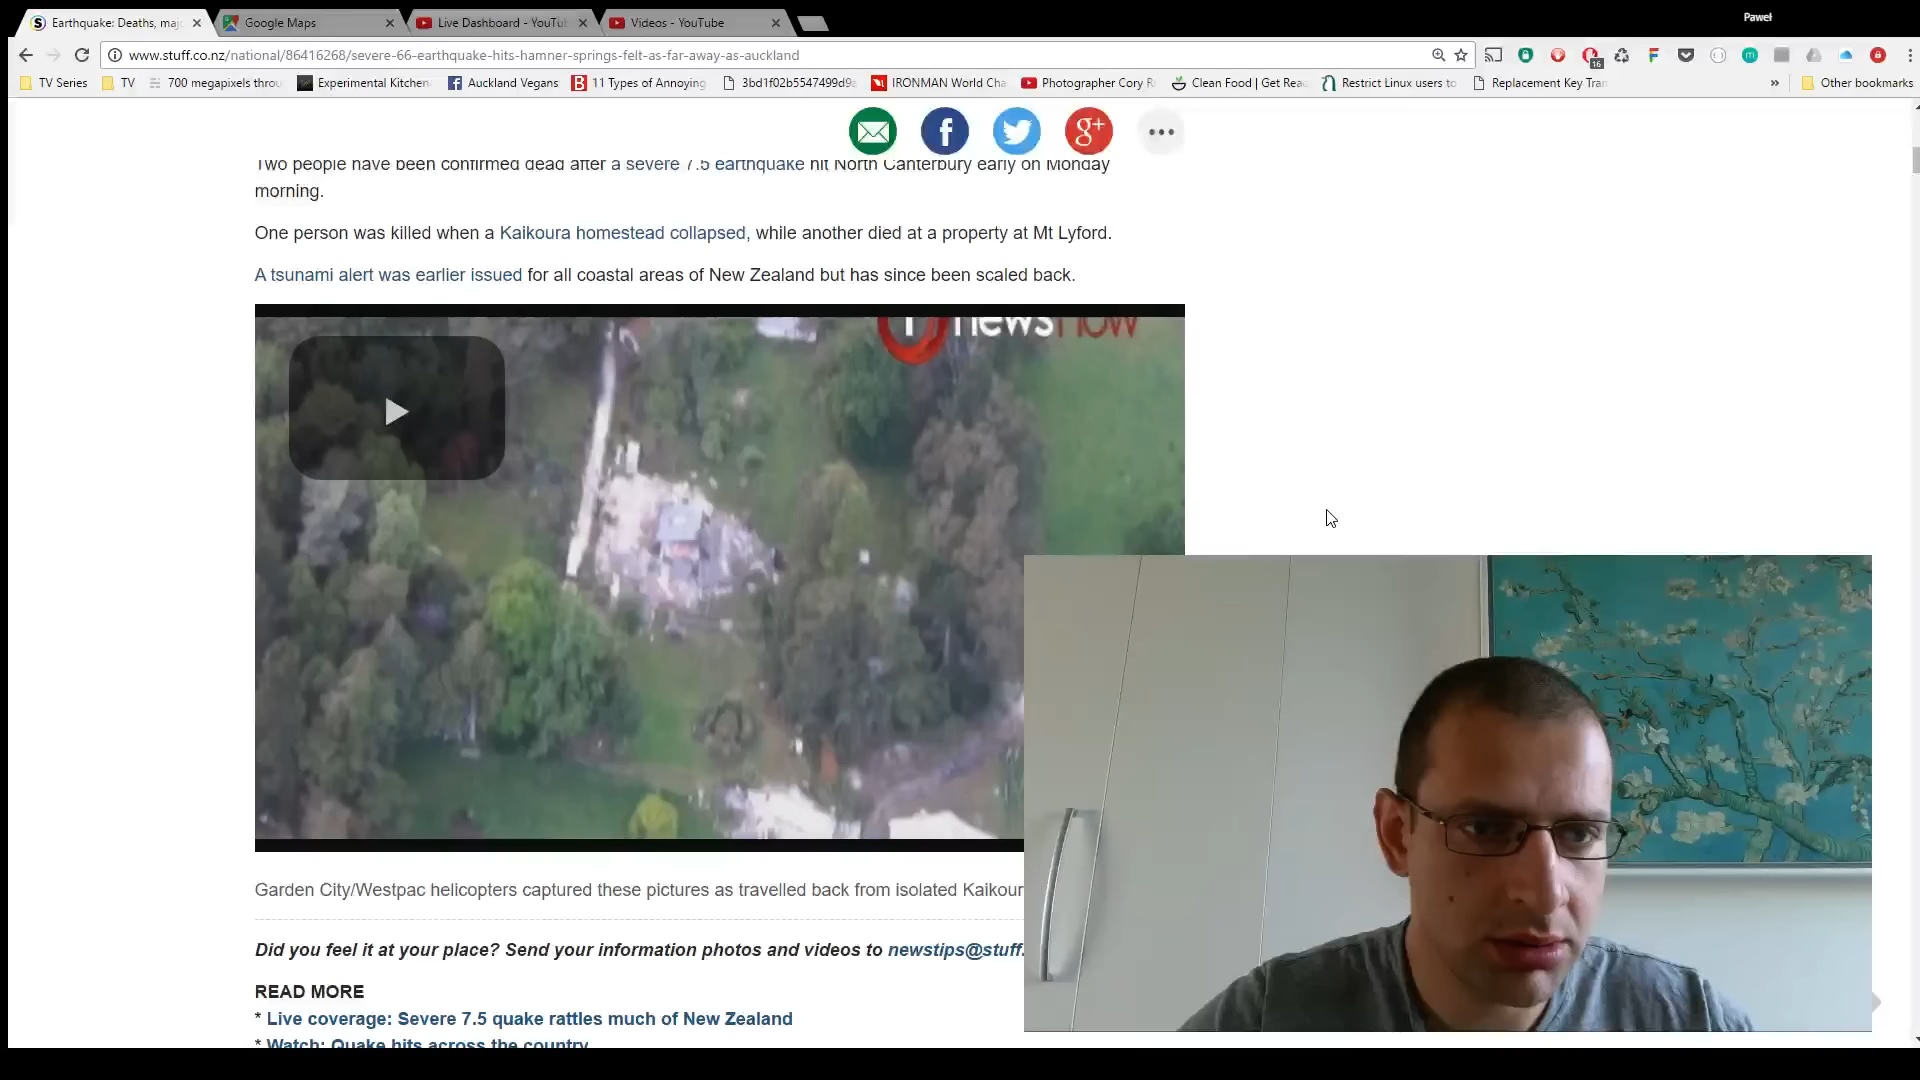 Pawel
Earthquake: Deaths, maj
Google Maps
Live Dashboard - YouTub
Videos - YouTube
www.stuff.co.nz/national/86416268/severe-66-earthquake-hits-hamner-springs-felt-as-far-away-as-auckland
16
TV Series
TV
700 megapixels throu
Experimental Kitchen
Auckland Vegans
11 Types of Annoying
3bd1f02b5547499d9a
IRONMAN World Cha
Photographer Cory Ri
Clean Food | Get Rea
Restrict Linux users to
Replacement Key Tran
» Other bookmarks
Two people have been confirmed dead after a severe 7.5 earthquake hit North Canterbury early on Monday
morning.
One person was killed when a Kaikoura homestead collapsed, while another died at a property at Mt Lyford.
A tsunami alert was earlier issued for all coastal areas of New Zealand but has since been scaled back.
1 news now
Garden City/Westpac helicopters captured these pictures as travelled back from isolated Kaikour
Did you feel it at your place? Send your information photos and videos to newstips@stuff.
READ MORE
* Live coverage: Severe 7.5 quake rattles much of New Zealand
* Watch: Quake hits across the country